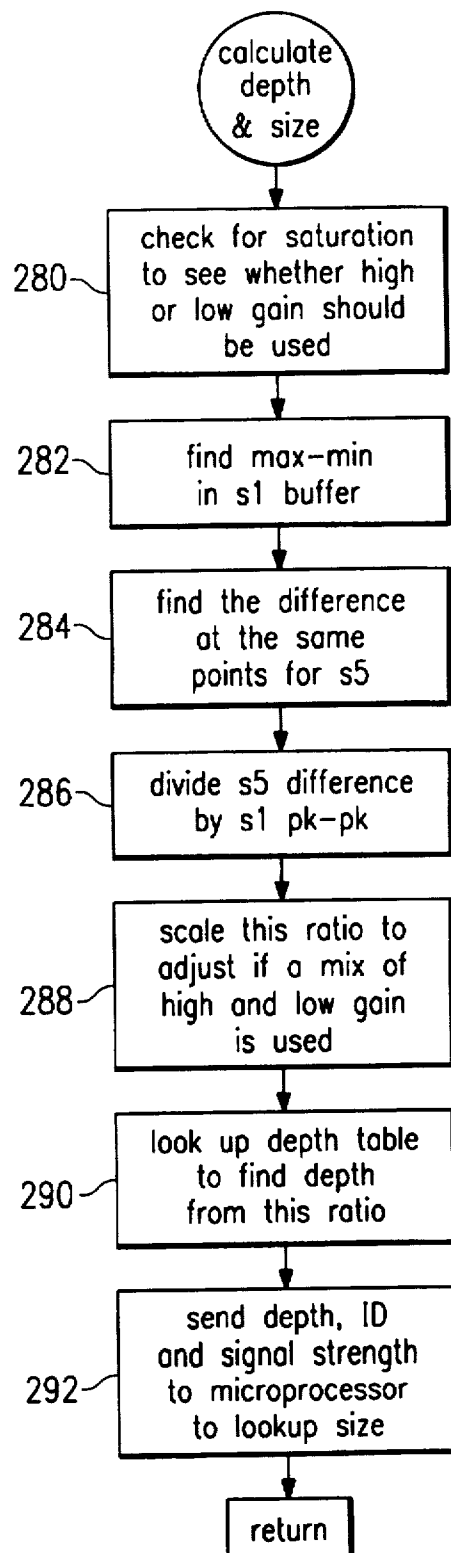 calculate
depth
& size
280
check for saturation
to see whether high
or low gain should
be used
282
find max-min
in s1 buffer
284
find the difference
at the same
points for s5
286
divide s5 difference
by s1 pk-pk
288
scale this ratio to
adjust if a mix of
high and low gain
is used
290
look up depth table
to find depth
from this ratio
292
send depth, ID
and signal strength
to microprocessor
to lookup size
return